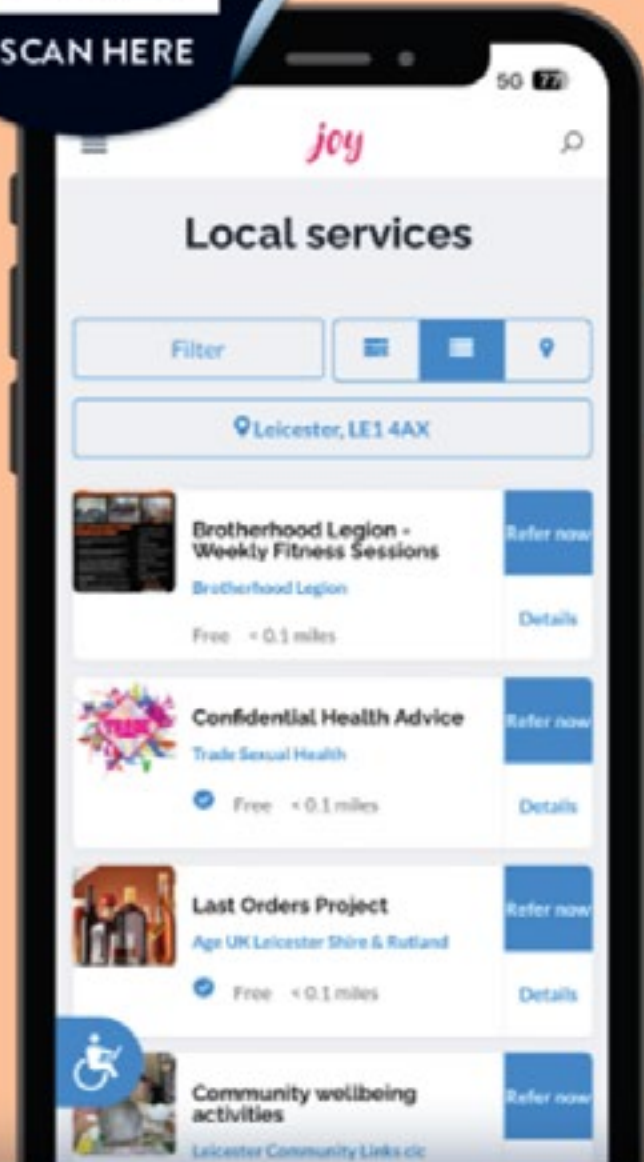 SCAN HERE
5G 77
joy
Local services
Filter
Leicester, LE1 4AX
Brotherhood Legion -
Weekly Fitness Sessions
Brotherhood Legion
Free < 0.1 miles
Refer now
Details
TRADE
Confidential Health Advice
Trade Sexual Health
Free < 0.1 miles
Refer now
Details
Last Orders Project
Age UK Leicester Shire & Rutland
Free < 0.1 miles
Refer now
Details
Community wellbeing
activities
Leicester Community Links cic
Refer now